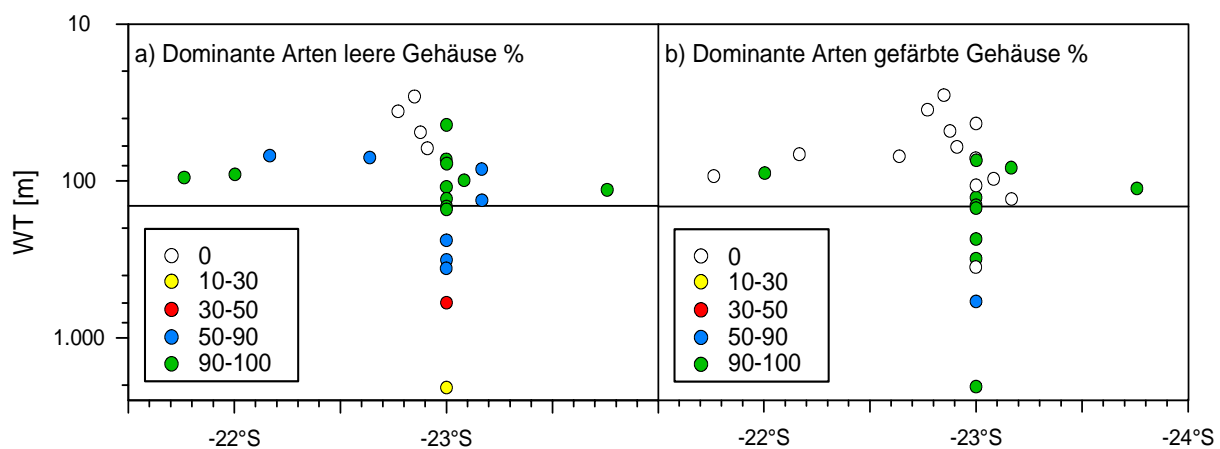 10
a) Dominante Arten leere Gehäuse %
b) Dominante Arten gefärbte Gehäuse %
100
WT [m]
0
10-30
30-50
50-90
90-100
0
10-30
30-50
50-90
90-100
1.000
-22°S
-23°S
-22°S
-23°S
-24°S